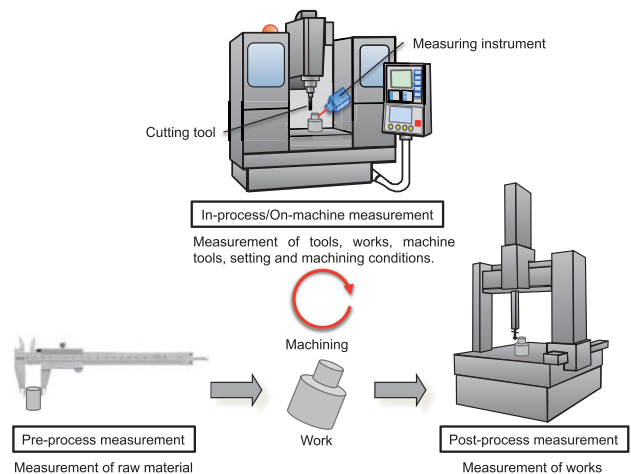 Measuring instrument
Cutting tool
In-process/On-machine measurement
Measurement of tools, works, machine
tools, setting and machining conditions.
Machining
Work
Pre-process measurement
Measurement of raw material
Post-process measurement
Measurement of works